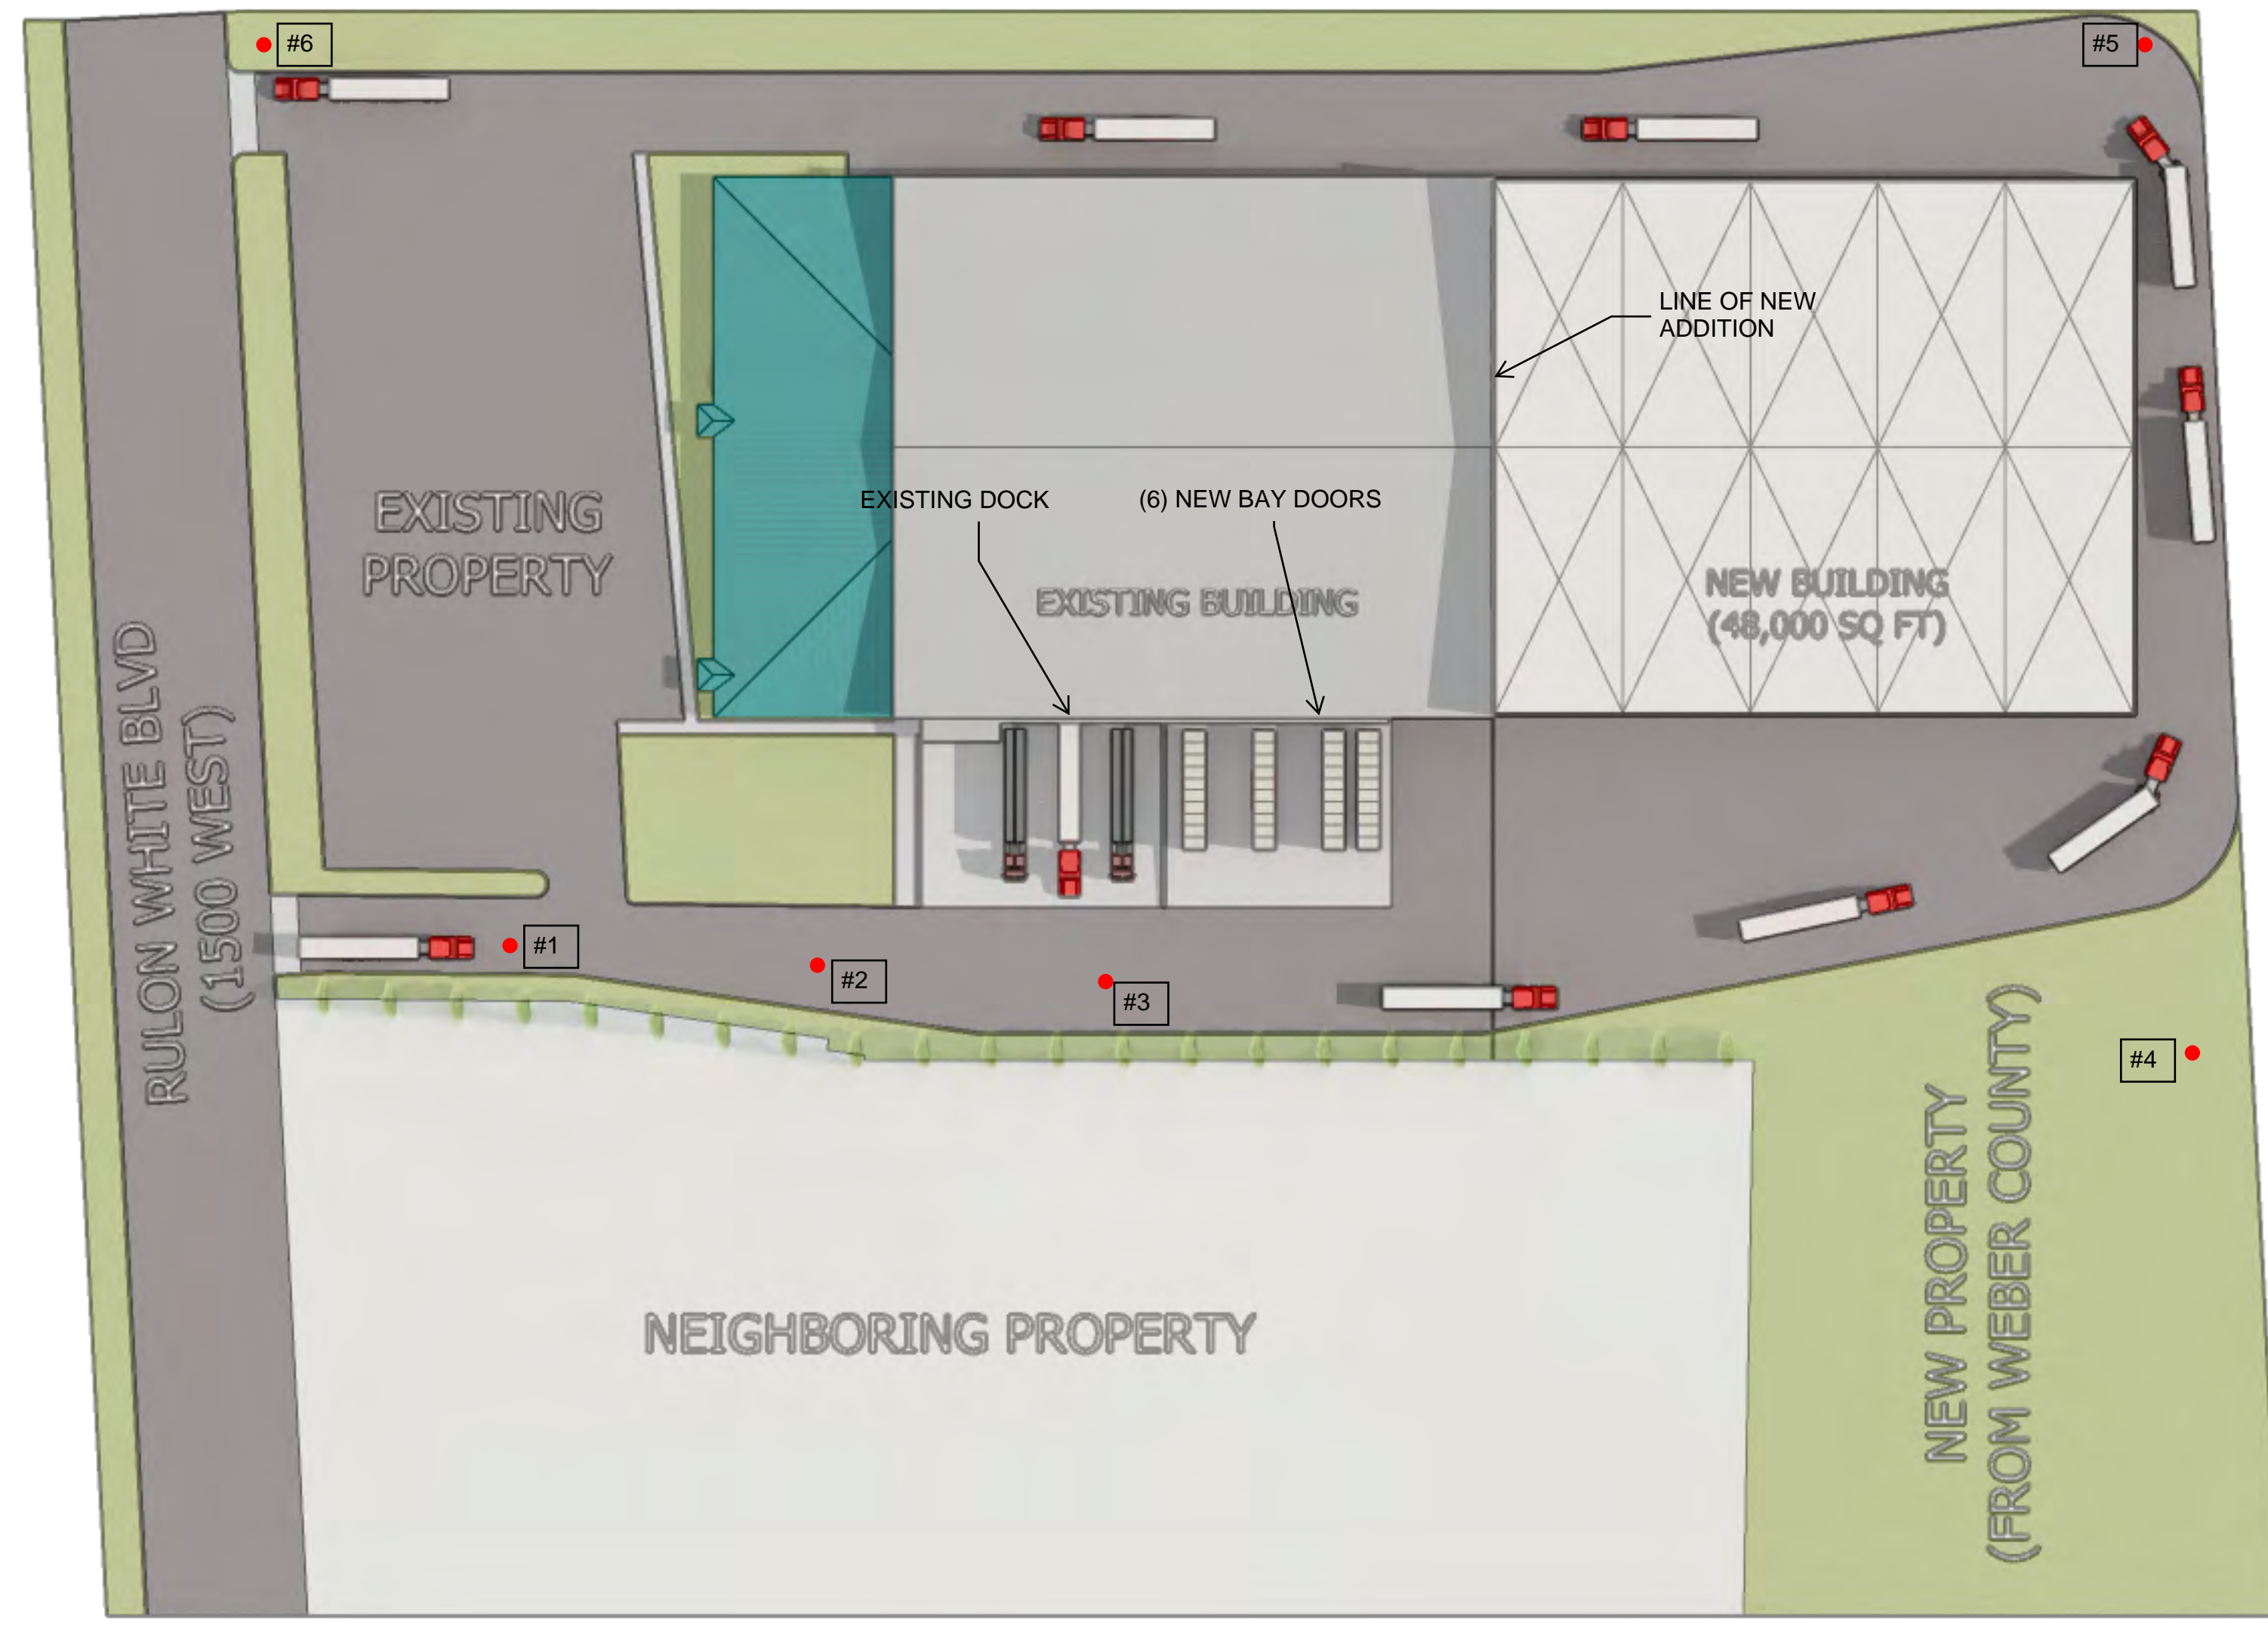 #6
#5
LINE OF NEW
ADDITION
EXISTING DOCK
(6) NEW BAY DOORS
EXISTING
PROPERTY
EXISTING BUILDING
NEW BUILDING
(48,000 SQ FT)
RULON WHITE BLVD
(1500 WEST)
#1
#2
#3
#4
NEW PROPERTY
(FROM WEBER COUNTY)
NEIGHBORING PROPERTY